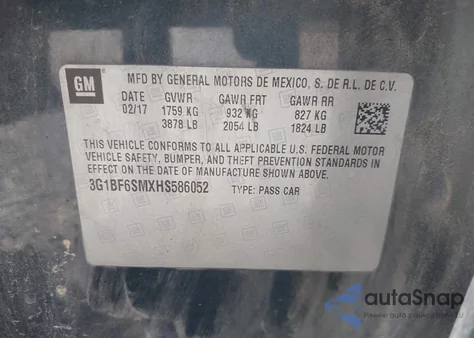 GM
MFD BY GENERAL MOTORS DE MEXICO, S. DE R.L. DE C.V.
DATE GVWR GAWR FRT GAWR RR
02/17 1759 KG 932 KG 827 KG
3878 LB 2054 LB 1824 LB
THIS VEHICLE CONFORMS TO ALL APPLICABLE U.S. FEDERAL MOTOR
VEHICLE SAFETY, BUMPER, AND THEFT PREVENTION STANDARDS IN
EFFECT ON THE DATE OF MANUFACTURE SHOWN ABOVE.
3G1BF6SMXHS586052 TYPE: PASS CAR
autoSnap